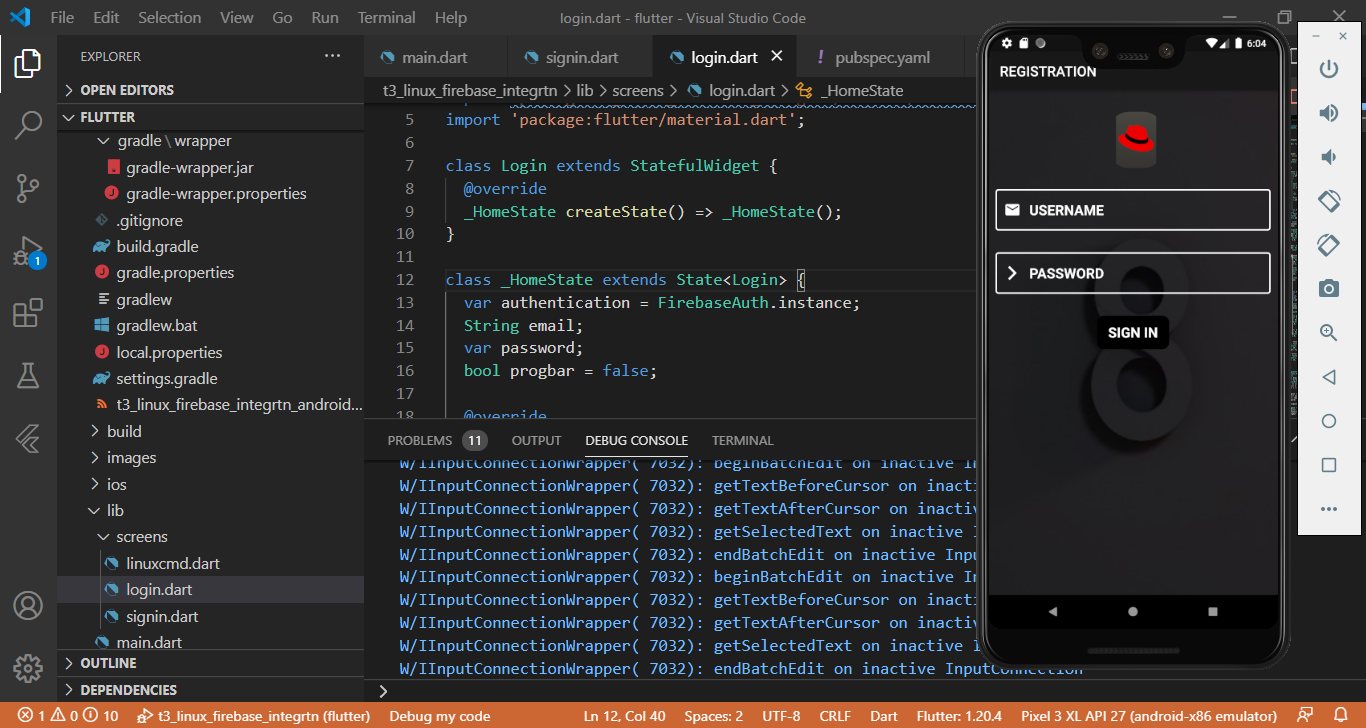 File Edit Selection View Go Run Terminal Help login.dart - flutter - Visual Studio Code
EXPLORER
OPEN EDITORS
FLUTTER
gradle \ wrapper
gradle-wrapper.jar
gradle-wrapper.properties
.gitignore
build.gradle
gradle.properties
gradlew
gradlew.bat
local.properties
settings.gradle
t3_linux_firebase_integrtn_android...
build
images
ios
lib
screens
linuxcmd.dart
login.dart
signin.dart
main.dart
OUTLINE
DEPENDENCIES
1
main.dart signin.dart login.dart ! pubspec.yaml
t3_linux_firebase_integrtn > lib > screens > login.dart > _HomeState
5 import 'package:flutter/material.dart';
6
7 class Login extends StatefulWidget {
8 @override
9 _HomeState createState() => _HomeState();
10 }
11
12 class _HomeState extends State<Login> {
13 var authentication = FirebaseAuth.instance;
14 String email;
15 var password;
16 bool progbar = false;
17
18 @override
PROBLEMS 11 OUTPUT DEBUG CONSOLE TERMINAL
W/IInputConnectionWrapper( 7032): beginBatchEdit on inactive In
W/IInputConnectionWrapper( 7032): getTextBeforeCursor on inacti
W/IInputConnectionWrapper( 7032): getTextAfterCursor on inactiv
W/IInputConnectionWrapper( 7032): getSelectedText on inactive I
W/IInputConnectionWrapper( 7032): endBatchEdit on inactive Inpu
W/IInputConnectionWrapper( 7032): beginBatchEdit on inactive In
W/IInputConnectionWrapper( 7032): getTextBeforeCursor on inacti
W/IInputConnectionWrapper( 7032): getTextAfterCursor on inactiv
W/IInputConnectionWrapper( 7032): getSelectedText on inactive I
W/IInputConnectionWrapper( 7032): endBatchEdit on inactive InputConnection
6:04
REGISTRATION
USERNAME
PASSWORD
SIGN IN
8
1 0 10 t3_linux_firebase_integrtn (flutter) Debug my code Ln 12, Col 40 Spaces: 2 UTF-8 CRLF Dart Flutter: 1.20.4 Pixel 3 XL API 27 (android-x86 emulator)